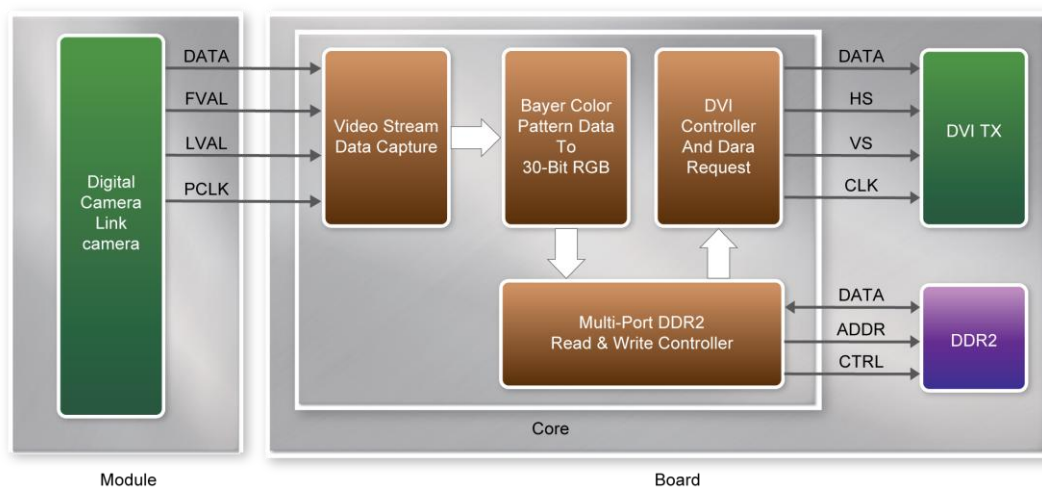 Digital
Camera
Link
camera
DATA
FVAL
LVAL
PCLK
Video Stream
Data Capture
Bayer Color
Pattern Data
To
30-Bit RGB
DVI
Controller
And Dara
Request
DATA
HS
VS
CLK
DVI TX
Multi-Port DDR2
Read & Write Controller
DATA
ADDR
CTRL
DDR2
Core
Module
Board